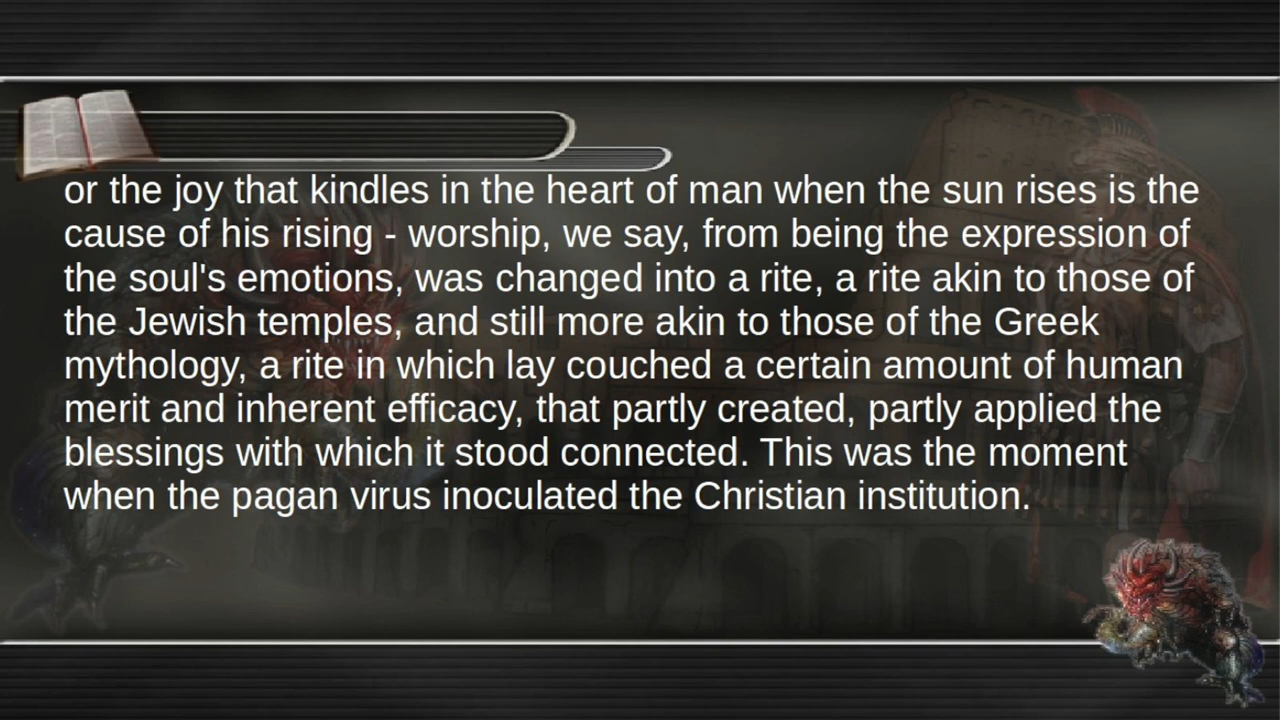 or the joy that kindles in the heart of man when the sun rises is the
cause of his rising - worship, we say, from being the expression of
the soul's emotions, was changed into a rite, a rite akin to those of
the Jewish temples, and still more akin to those of the Greek
mythology, a rite in which lay couched a certain amount of human
merit and inherent efficacy, that partly created, partly applied the
blessings with which it stood connected. This was the moment
when the pagan virus inoculated the Christian institution.